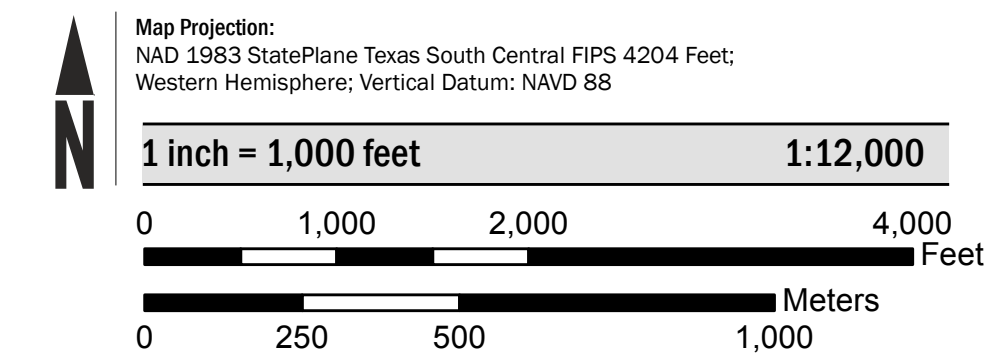 N
Map Projection:
NAD 1983 StatePlane Texas South Central FIPS 4204 Feet;
Western Hemisphere; Vertical Datum: NAVD 88
1 inch = 1,000 feet 1:12,000
0 1,000 2,000 4,000
Feet
Meters
0 250 500 1,000